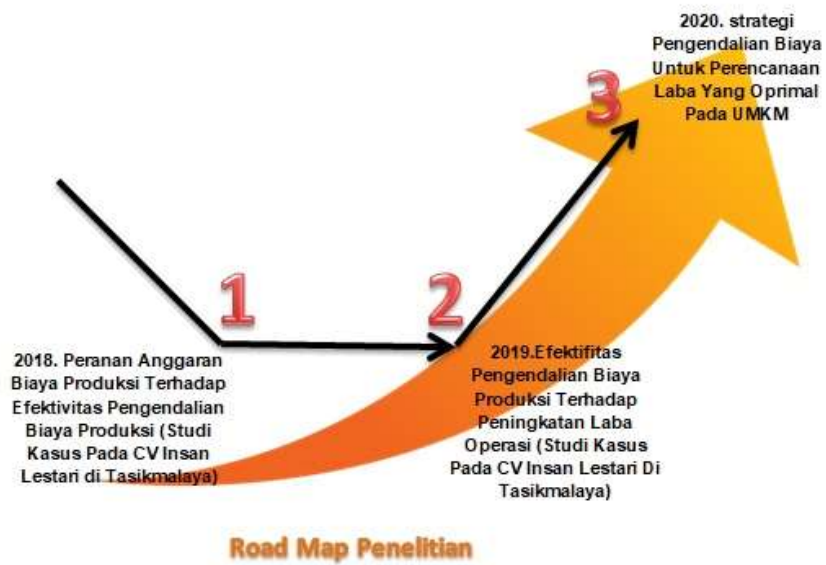 1
2018. Peranan Anggaran
Biaya Produksi Terhadap
Efektivitas Pengendalian
Biaya Produksi (Studi
Kasus Pada CV Insan
Lestari di Tasikmalaya)
2
2019.Efektifitas
Pengendalian Biaya
Produksi Terhadap
Peningkatan Laba
Operasi (Studi Kasus
Pada CV Insan Lestari Di
Tasikmalaya)
3
2020. strategi
Pengendalian Biaya
Untuk Perencanaan
Laba Yang Oprimal
Pada UMKM
Road Map Penelitian